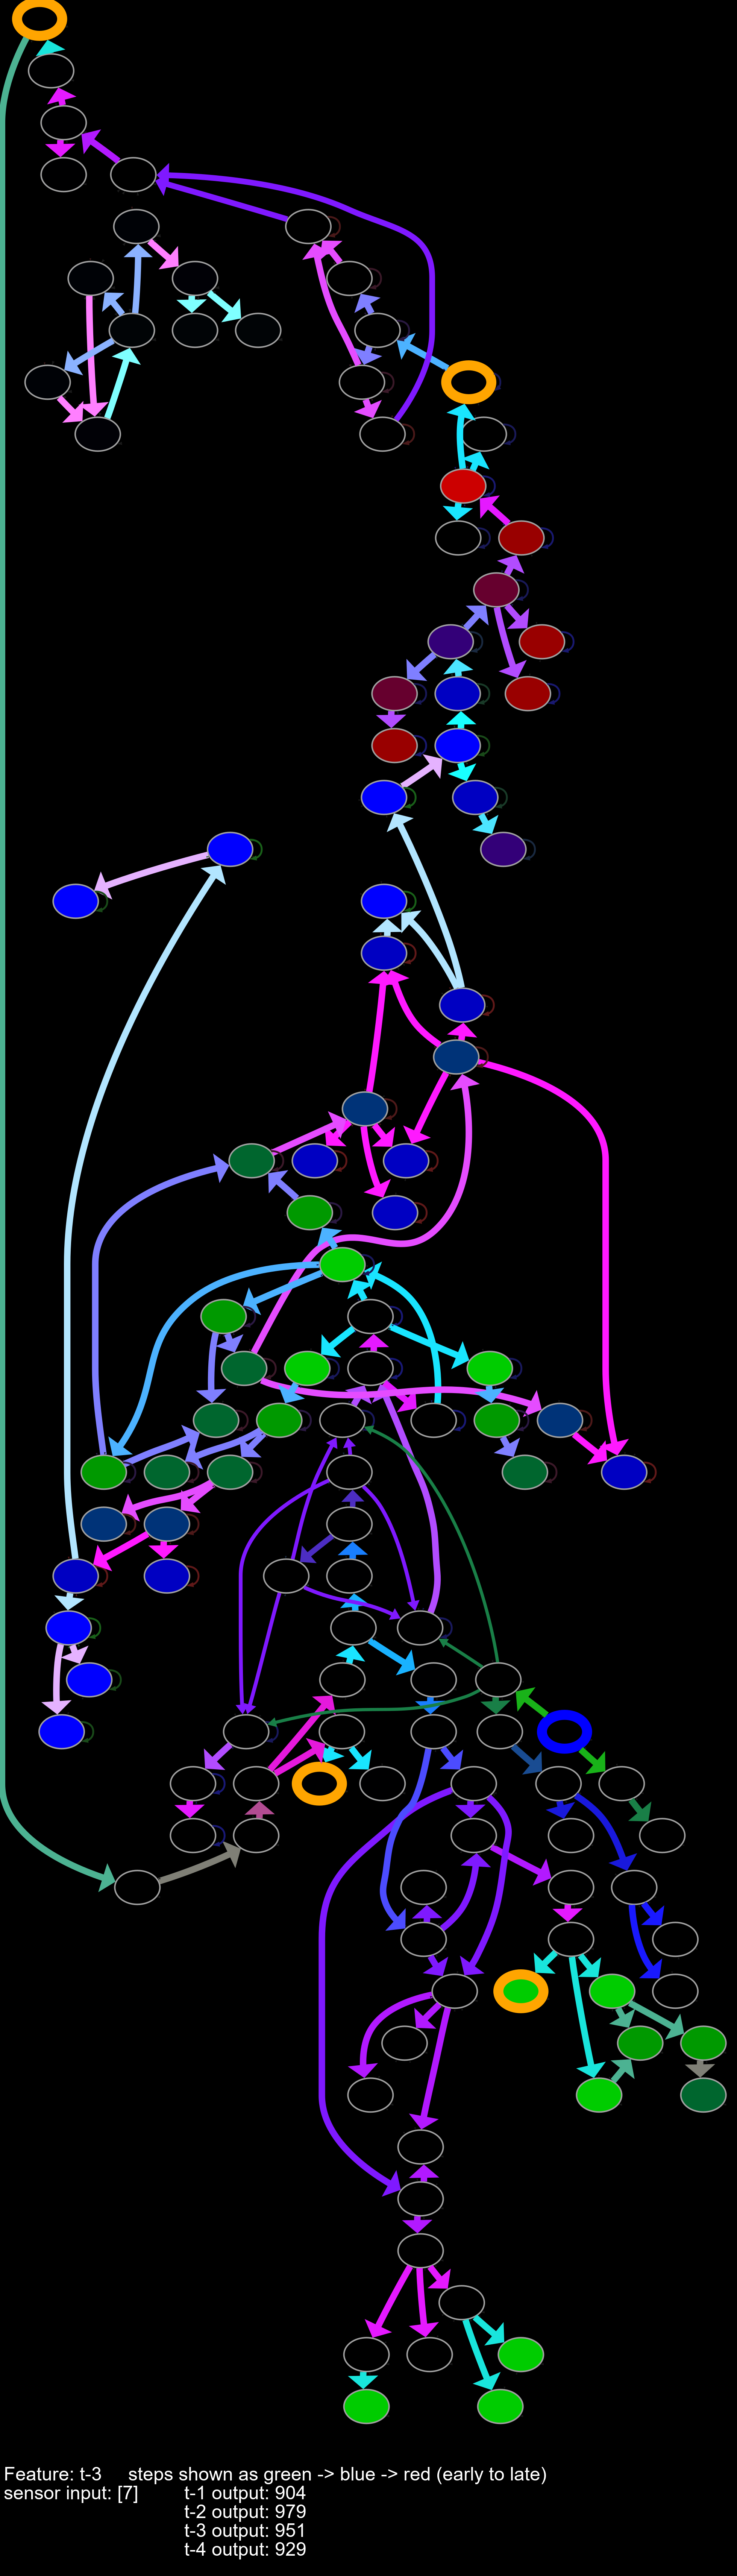 Feature: t-3 steps shown as green -> blue -> red (early to late)
sensor input: [7] t-1 output: 904
t-2 output: 979
t-3 output: 951
t-4 output: 929